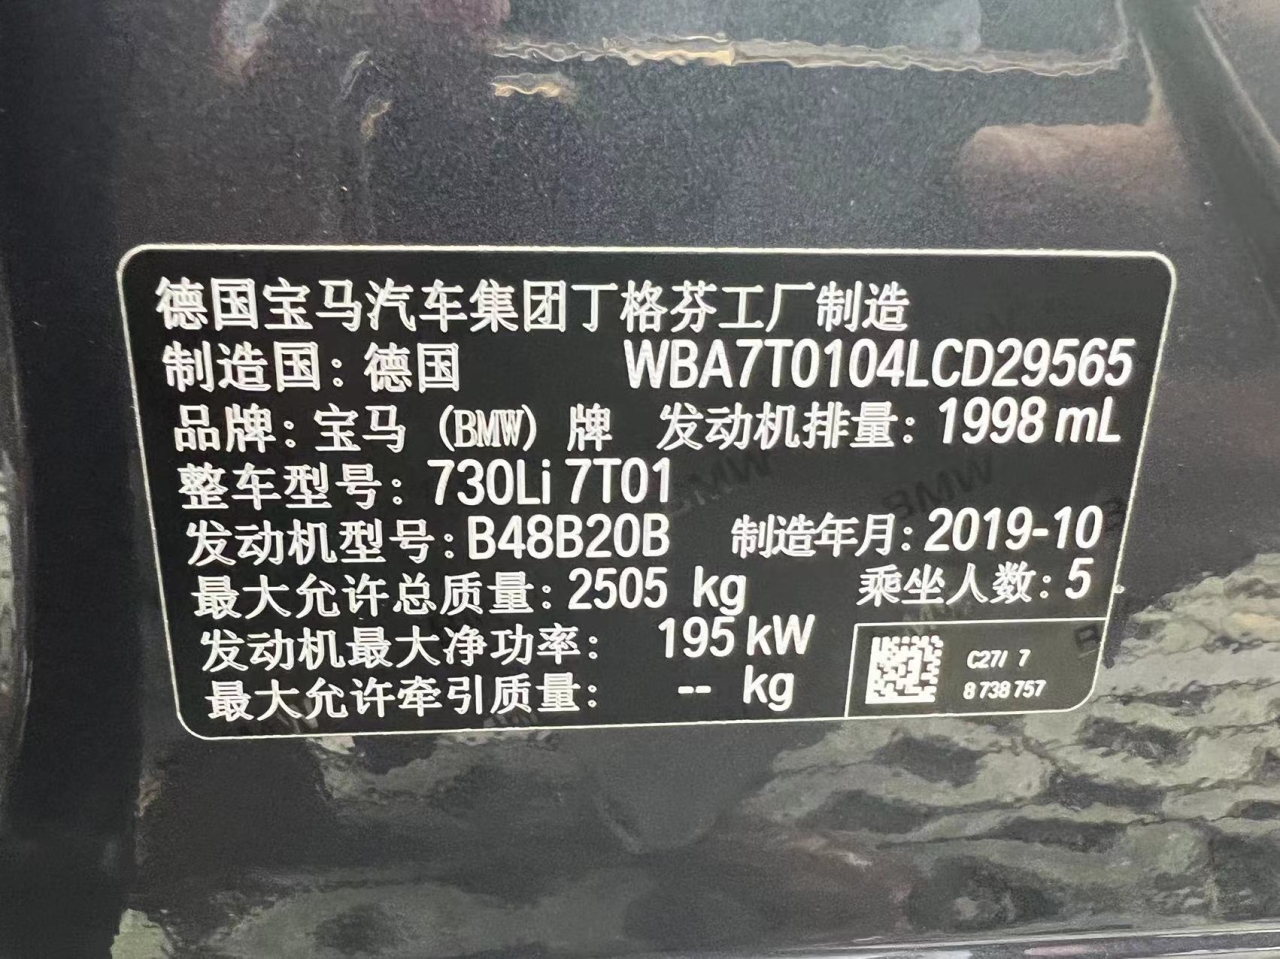 德国宝马汽车集团丁格芬工厂制造
制造国：德国 WBA7T0104LCD29565
品牌：宝马（BMW）牌 发动机排量：1998 mL
整车型号：730Li 7T01
发动机型号：B48B20B 制造年月：2019-10
最大允许总质量：2505 kg 乘坐人数：5
发动机最大净功率： 195 kW
最大允许牵引质量： -- kg
C27/ 7
8 738 757